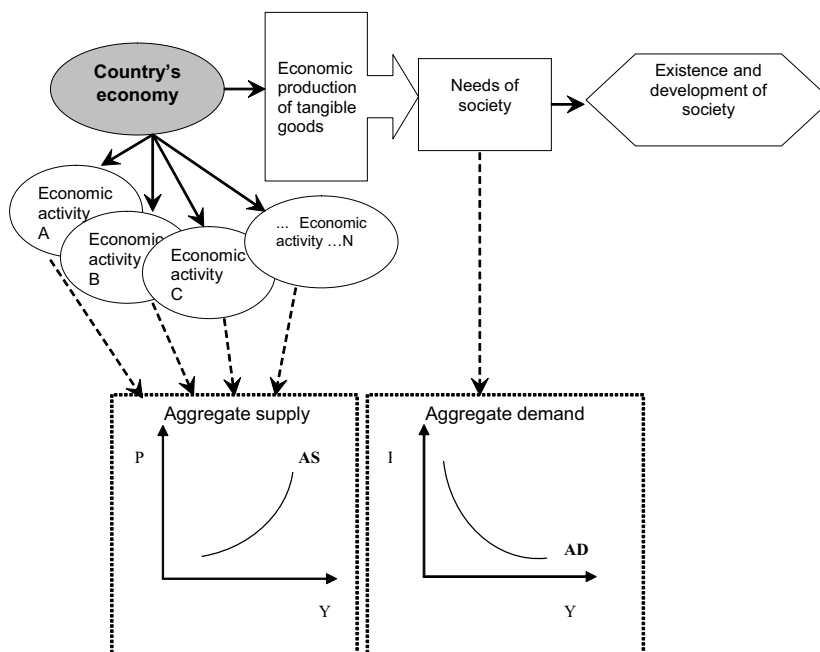 Country's
economy
Economic
production
of tangible
goods
Needs of
society
Existence and
development of
society
Economic
activity
A
Economic
activity
B
Economic
activity
C
... Economic
activity ...N
Aggregate supply
P
AS
Y
Aggregate demand
AD
Y